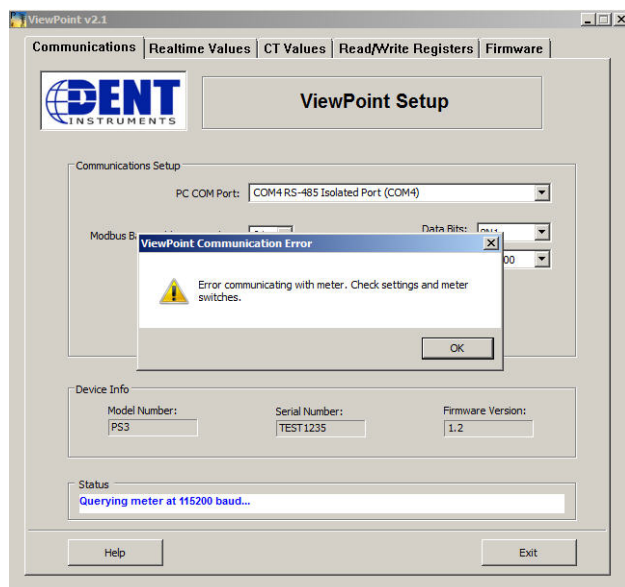 ViewPoint v2.1
Communications Realtime Values CT Values Read/Write Registers Firmware
DENT
INSTRUMENTS
ViewPoint Setup
Communications Setup
PC COM Port: COM4 RS-485 Isolated Port (COM4)
Modbus B
Data Bits:
00
ViewPoint Communication Error
Error communicating with meter. Check settings and meter
switches.
OK
Device Info
Model Number: Serial Number: Firmware Version:
PS3 TEST1235 1.2
Status
Querying meter at 115200 baud...
Help Exit